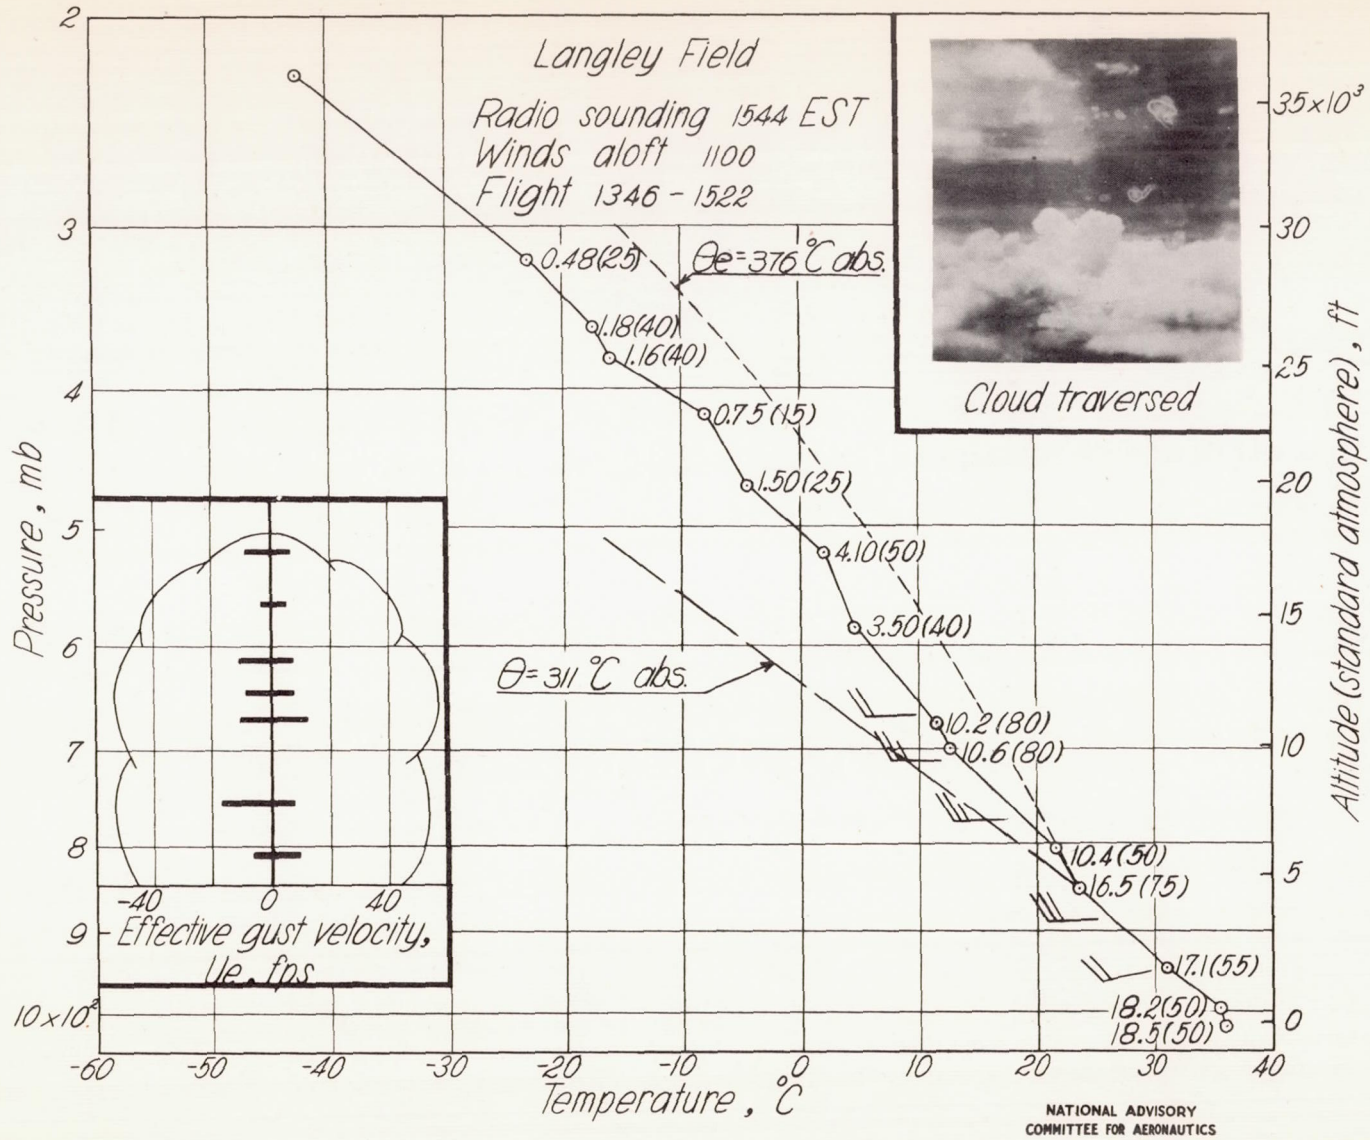 Langley Field
Radio sounding 1544 EST
Winds aloft 1100
Flight 1346 - 1522
Cloud traversed
Pressure, mb
2
3
4
5
6
7
8
9
10×10²
Altitude (standard atmosphere), ft
35×10³
30
25
20
15
10
5
0
θe=376 °C abs.
θ=311 °C abs.
0.48(25)
1.18(40)
1.16(40)
0.75(15)
1.50(25)
4.10(50)
3.50(40)
10.2(80)
10.6(80)
10.4(50)
16.5(75)
17.1(55)
18.2(50)
18.5(50)
-40 0 40
Effective gust velocity,
Ue, fps
-60 -50 -40 -30 -20 -10 0 10 20 30 40
Temperature, °C
NATIONAL ADVISORY
COMMITTEE FOR AERONAUTICS